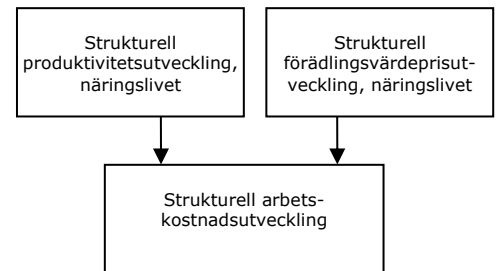 Strukturell
produktivitetsutveckling,
näringslivet
Strukturell
förädlingsvärdeprisut-
veckling, näringslivet
Strukturell arbets-
kostnadsutveckling